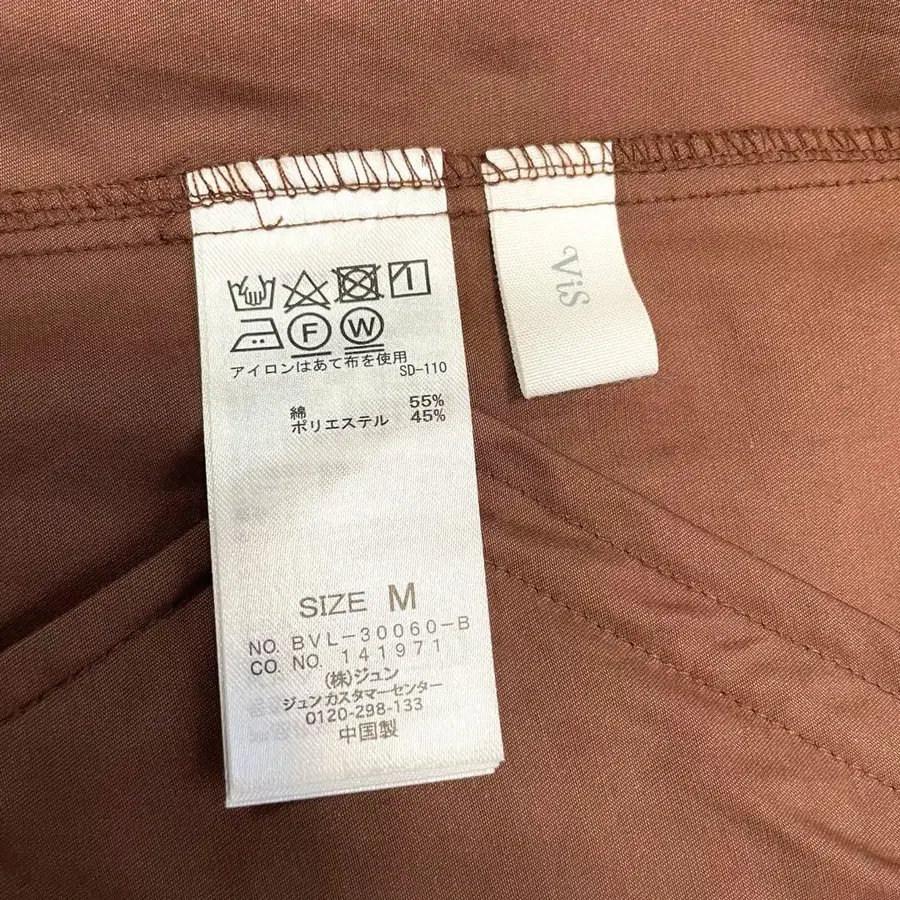 F W
アイロンはあて布を使用
SD-110
綿 55%
ポリエステル 45%
SIZE M
NO. BVL-30060-B
CO. NO. 141971
(株)ジュン
ジュンカスタマーセンター
0120-298-133
中国製
ViS